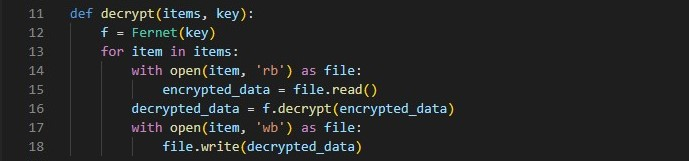 11 def decrypt(items, key):
12     f = Fernet(key)
13     for item in items:
14         with open(item, 'rb') as file:
15             encrypted_data = file.read()
16         decrypted_data = f.decrypt(encrypted_data)
17         with open(item, 'wb') as file:
18             file.write(decrypted_data)